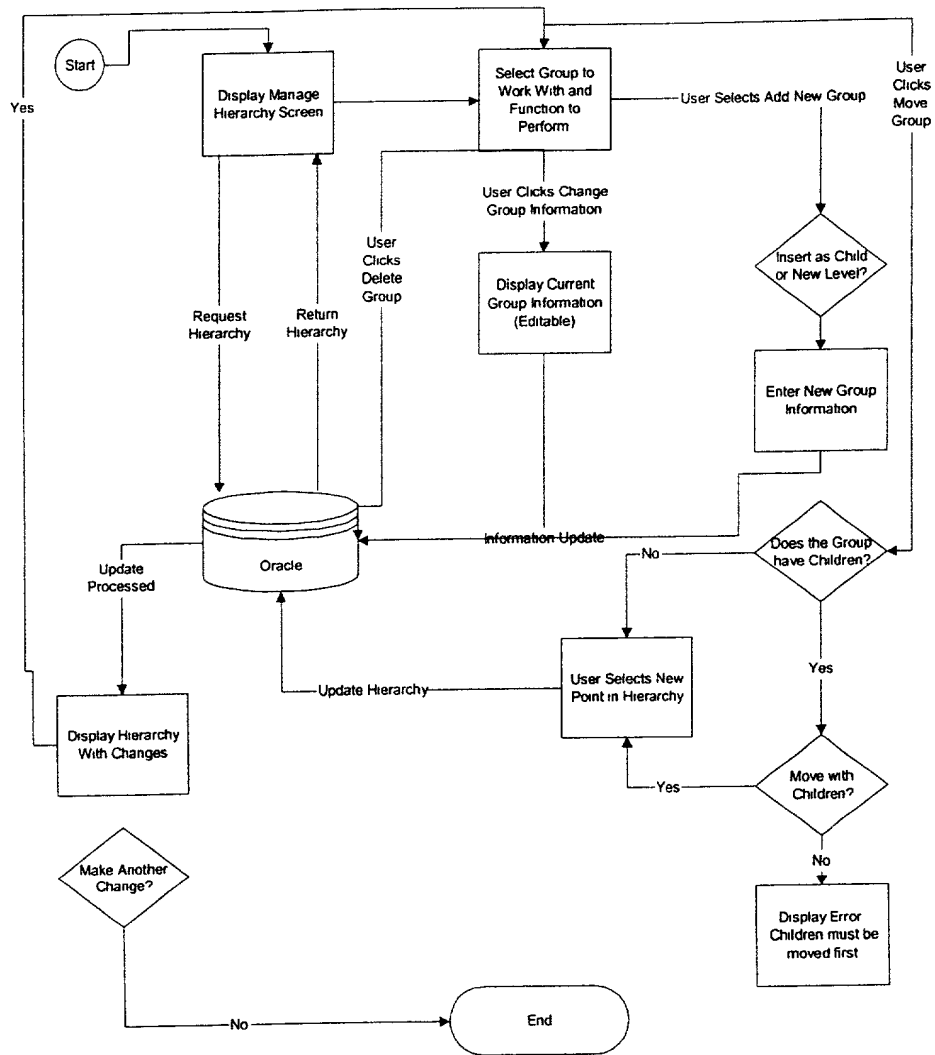 Start
Yes
Display Manage
Hierarchy Screen
Select Group to
Work With and
Function to
Perform
User Selects Add New Group
User
Clicks
Move
Group
User Clicks Change
Group Information
User
Clicks
Delete
Group
Insert as Child
or New Level?
Display Current
Group Information
(Editable)
Request
Hierarchy
Return
Hierarchy
Enter New Group
Information
Oracle
Information Update
Does the Group
have Children?
No
Update
Processed
Yes
User Selects New
Point in Hierarchy
Update Hierarchy
Display Hierarchy
With Changes
Move with
Children?
Yes
No
Make Another
Change?
Display Error
Children must be
moved first
No
End